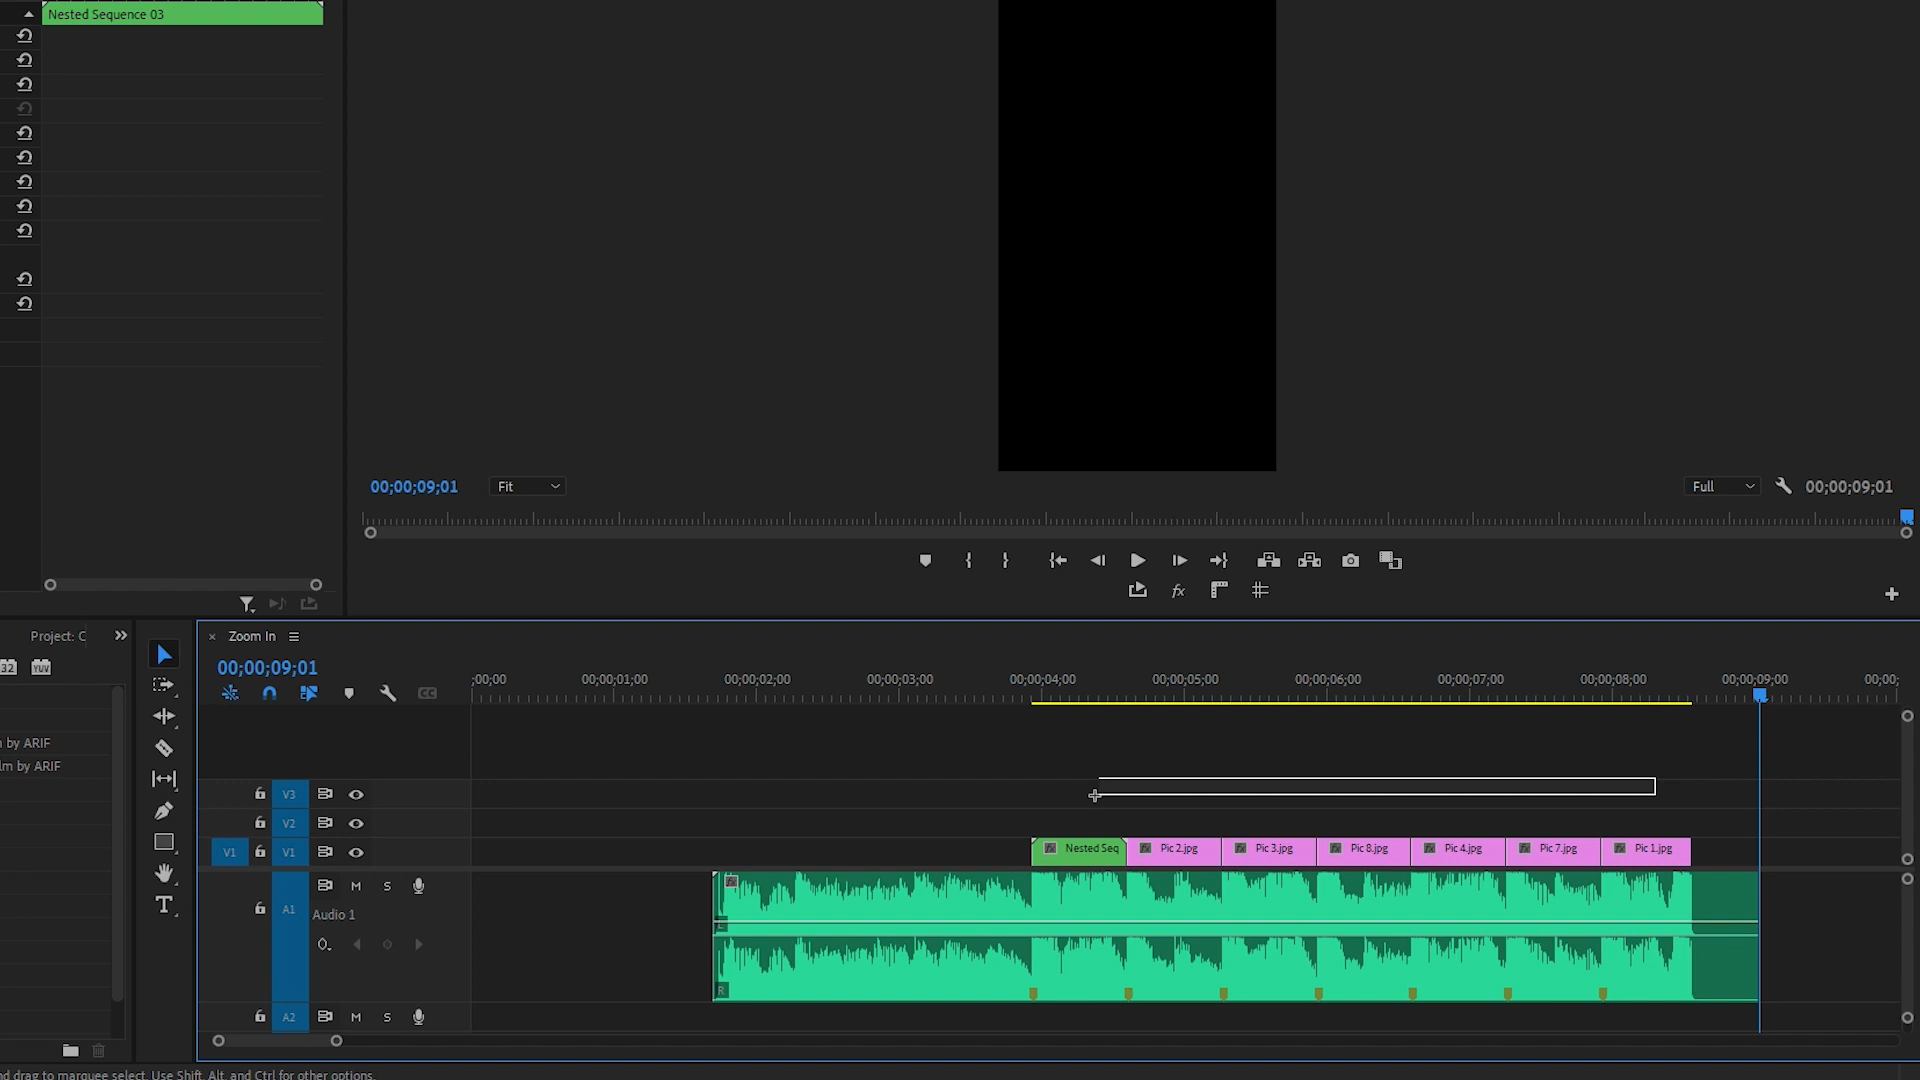 Nested Sequence 03
00;00;09;01
Fit
Full
00;00;09;01
Project: C
Zoom In
32
YUV
00;00;09;01
CC
;00;00
00;00;01;00
00;00;02;00
00;00;03;00
00;00;04;00
00;00;05;00
00;00;06;00
00;00;07;00
00;00;08;00
00;00;09;00
00;00;
by ARIF
lm by ARIF
V3
V2
V1
V1
Nested Seq
Pic 2.jpg
Pic 3.jpg
Pic 8.jpg
Pic 4.jpg
Pic 7.jpg
Pic 1.jpg
M
S
A1
Audio 1
L
R
A2
M
S
nd drag to marquee select. Use Shift, Alt, and Ctrl for other options.